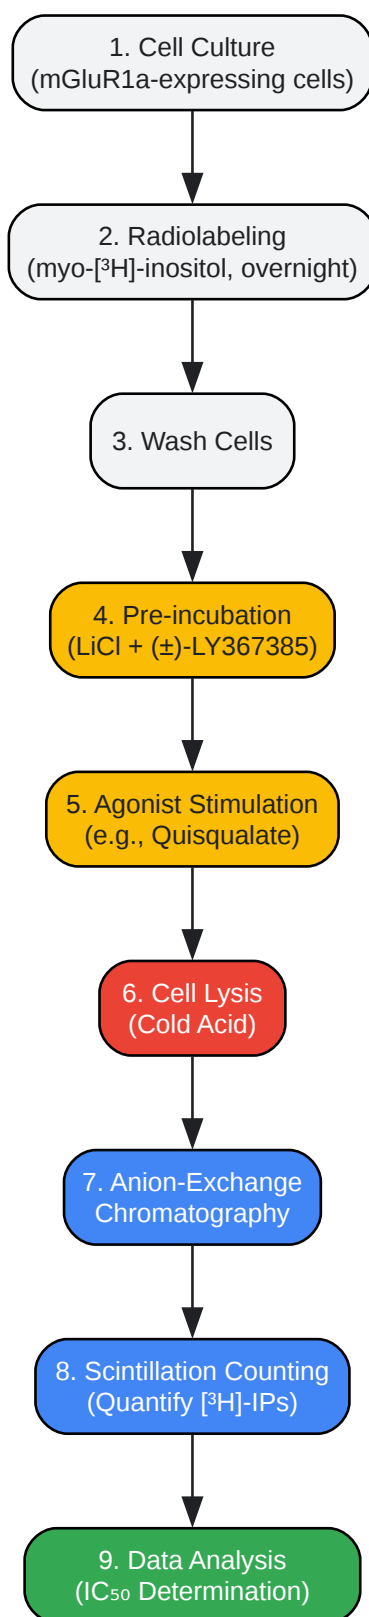 1. Cell Culture
(mGluR1a-expressing cells)
2. Radiolabeling
(myo-[³H]-inositol, overnight)
3. Wash Cells
4. Pre-incubation
(LiCl + (±)-LY367385)
5. Agonist Stimulation
(e.g., Quisqualate)
6. Cell Lysis
(Cold Acid)
7. Anion-Exchange
Chromatography
8. Scintillation Counting
(Quantify [³H]-IPs)
9. Data Analysis
(IC₅₀ Determination)